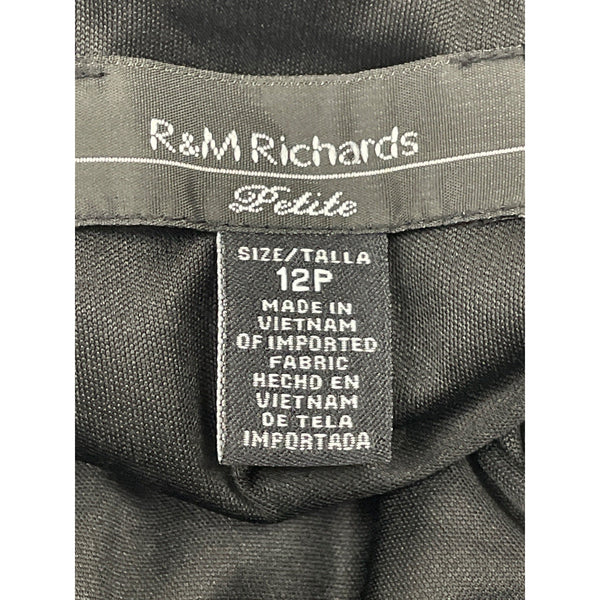 R&M Richards
Petite
SIZE/TALLA
12P
MADE IN
VIETNAM
OF IMPORTED
FABRIC
HECHO EN
VIETNAM
DE TELA
IMPORTADA